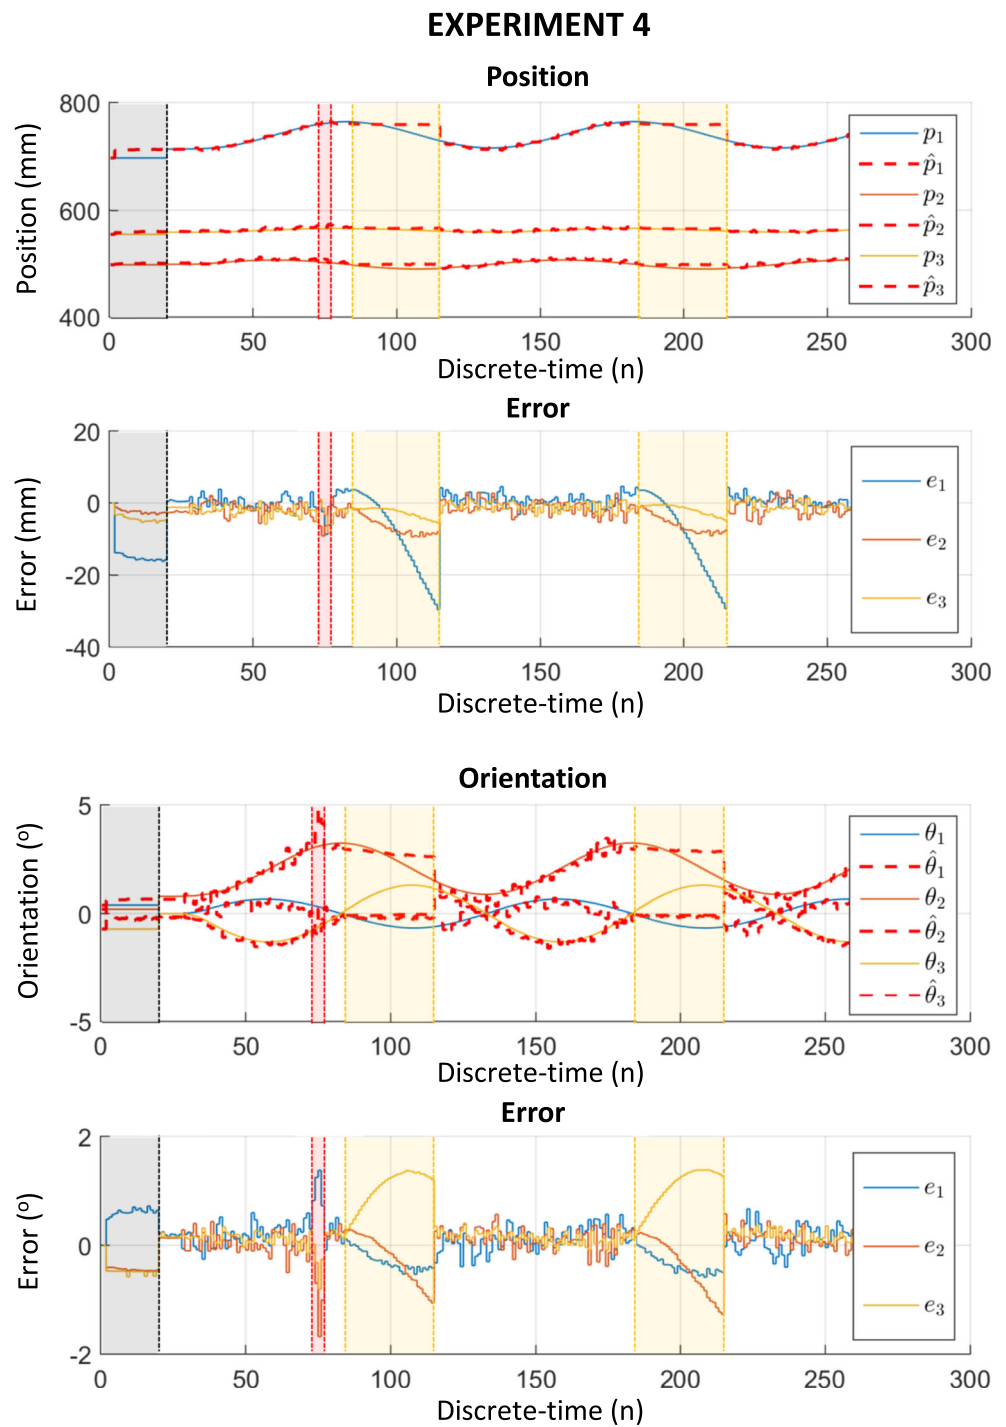 EXPERIMENT 4
Position
Position (mm)
800
600
400
0 50 100 150 200 250 300
Discrete-time (n)
p₁
p̂₁
p₂
p̂₂
p₃
p̂₃
Error
Error (mm)
20
0
-20
-40
0 50 100 150 200 250 300
Discrete-time (n)
e₁
e₂
e₃
Orientation
Orientation (º)
5
0
-5
0 50 100 150 200 250 300
Discrete-time (n)
θ₁
θ̂₁
θ₂
θ̂₂
θ₃
θ̂₃
Error
Error (º)
2
0
-2
0 50 100 150 200 250 300
Discrete-time (n)
e₁
e₂
e₃